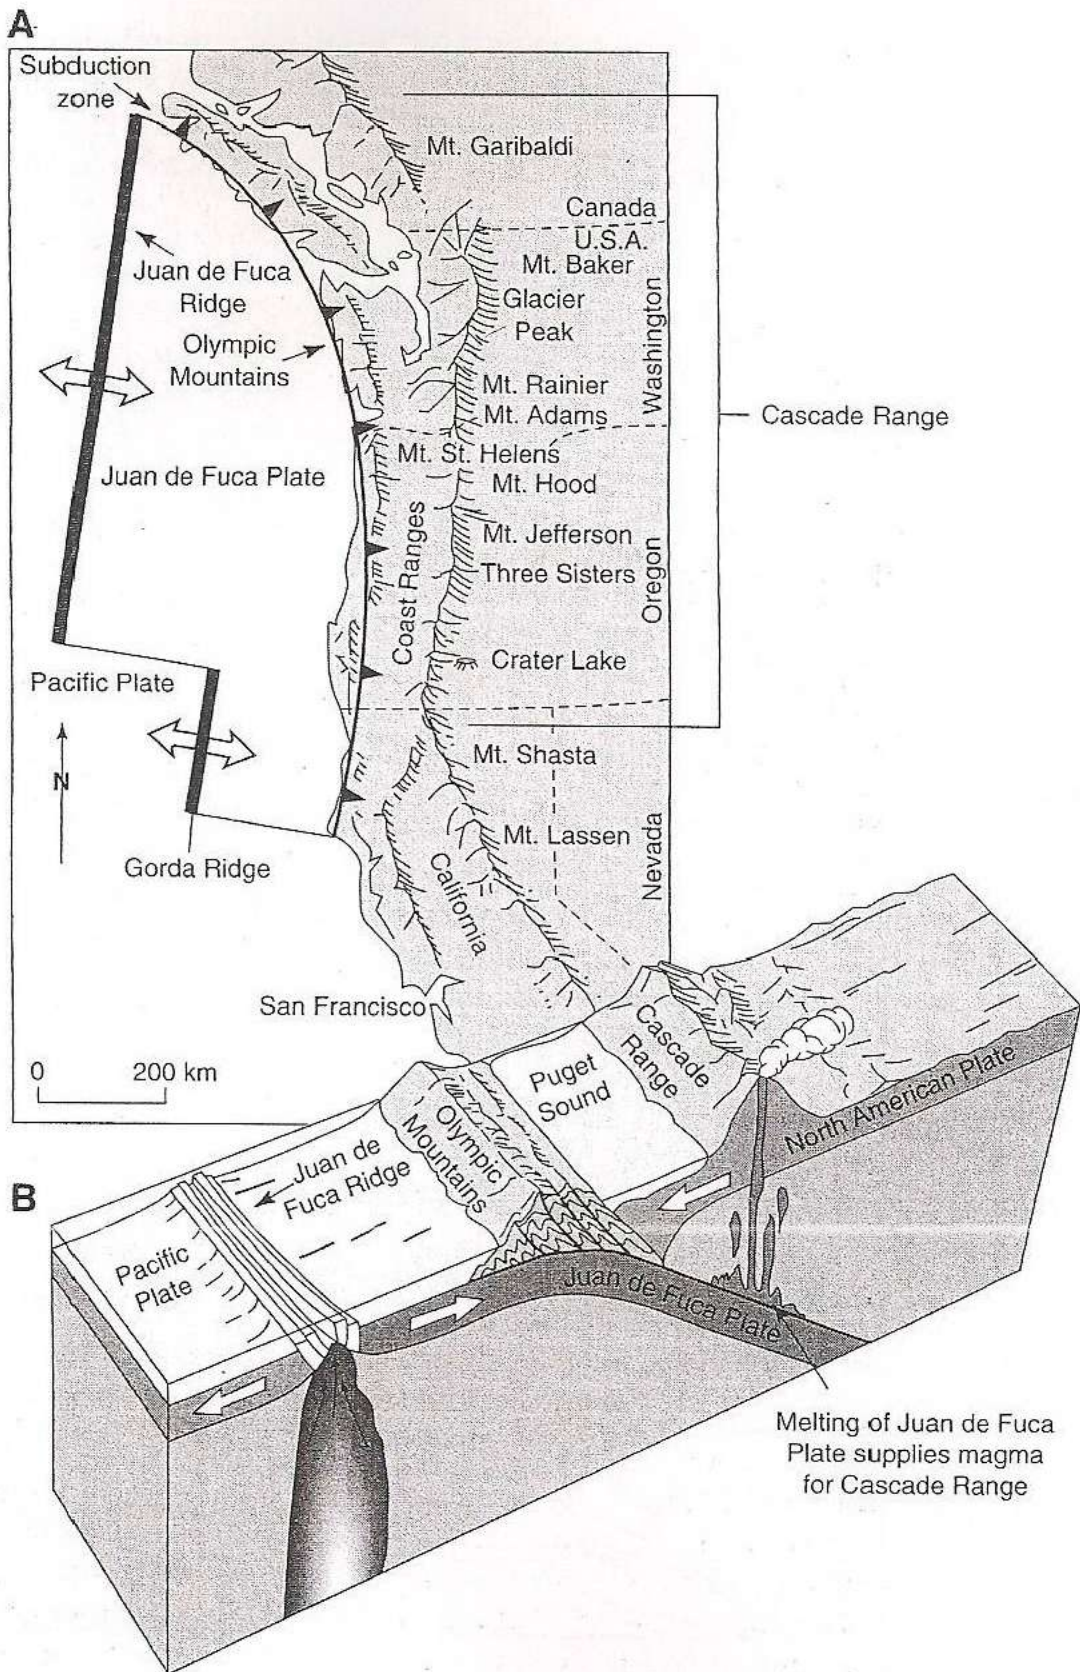 A
Subduction
zone
Mt. Garibaldi
Canada
U.S.A.
Mt. Baker
Juan de Fuca
Ridge
Glacier
Peak
Washington
Olympic
Mountains
Mt. Rainier
Mt. Adams
Cascade Range
Mt. St. Helens
Juan de Fuca Plate
Mt. Hood
Coast Ranges
Mt. Jefferson
Three Sisters
Oregon
Crater Lake
Pacific Plate
Mt. Shasta
N
Mt. Lassen
Nevada
Gorda Ridge
California
San Francisco
0 200 km
B
Cascade
Range
Puget
Sound
North American Plate
Olympic
Mountains
Juan de
Fuca Ridge
Pacific
Plate
Juan de Fuca Plate
Melting of Juan de Fuca
Plate supplies magma
for Cascade Range